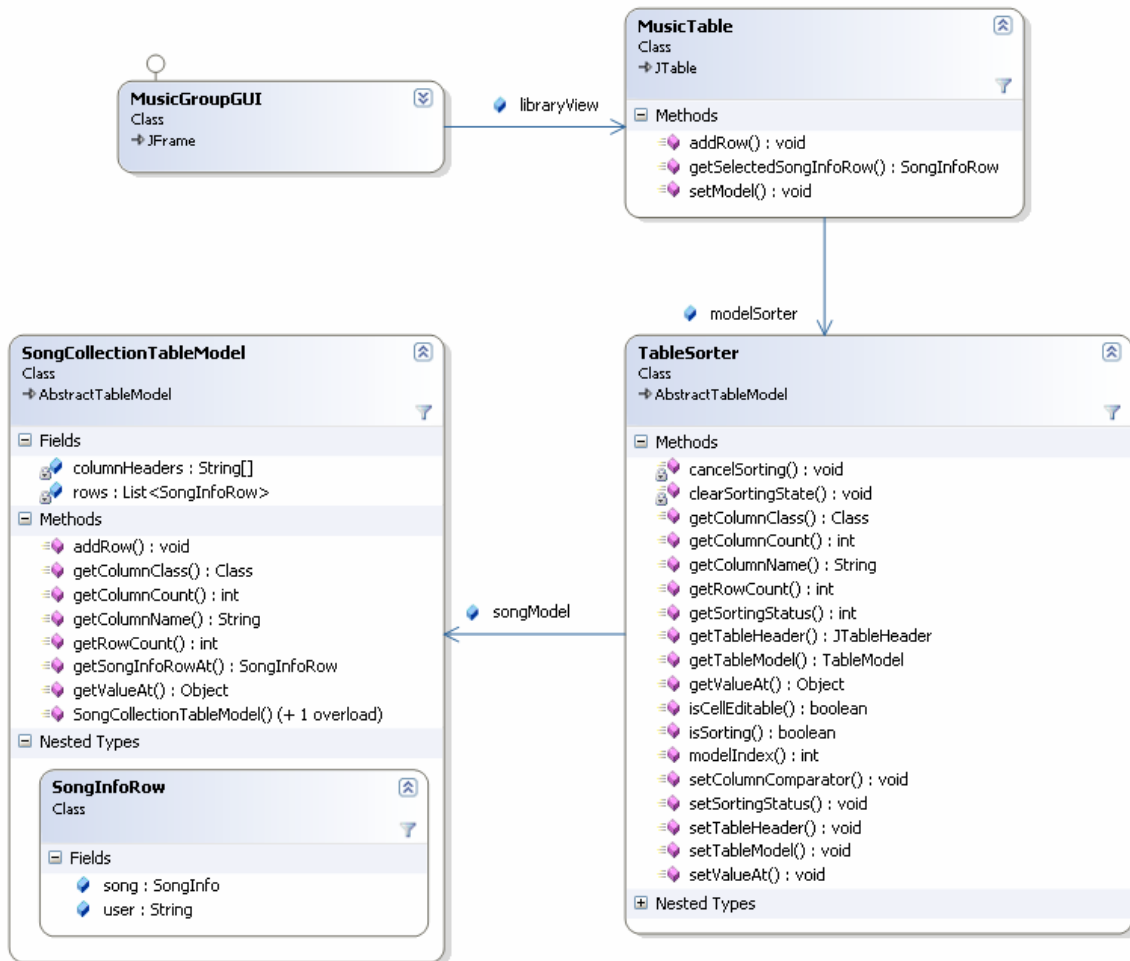 MusicGroupGUI
Class
JFrame
libraryView
MusicTable
Class
JTable
Methods
addRow() : void
getSelectedSongInfoRow() : SongInfoRow
setModel() : void
modelSorter
SongCollectionTableModel
Class
AbstractTableModel
Fields
columnHeaders : String[]
rows : List<SongInfoRow>
Methods
addRow() : void
getColumnClass() : Class
getColumnCount() : int
getColumnName() : String
getRowCount() : int
getSongInfoRowAt() : SongInfoRow
getValueAt() : Object
SongCollectionTableModel() (+ 1 overload)
Nested Types
SongInfoRow
Class
Fields
song : SongInfo
user : String
songModel
TableSorter
Class
AbstractTableModel
Methods
cancelSorting() : void
clearSortingState() : void
getColumnClass() : Class
getColumnCount() : int
getColumnName() : String
getRowCount() : int
getSortingStatus() : int
getTableHeader() : JTableHeader
getTableModel() : TableModel
getValueAt() : Object
isCellEditable() : boolean
isSorting() : boolean
modelIndex() : int
setColumnComparator() : void
setSortingStatus() : void
setTableHeader() : void
setTableModel() : void
setValueAt() : void
Nested Types